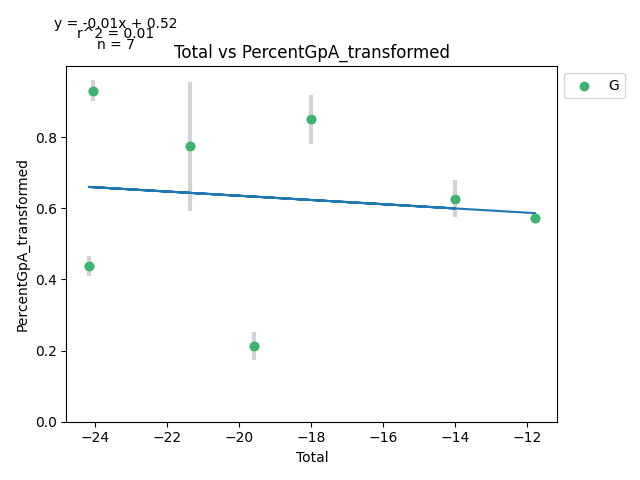 y = -0.01x + 0.52
r^2 = 0.01
n = 7
Total vs PercentGpA_transformed
G
PercentGpA_transformed
0.8
0.6
0.4
0.2
0.0
−24 −22 −20 −18 −16 −14 −12
Total